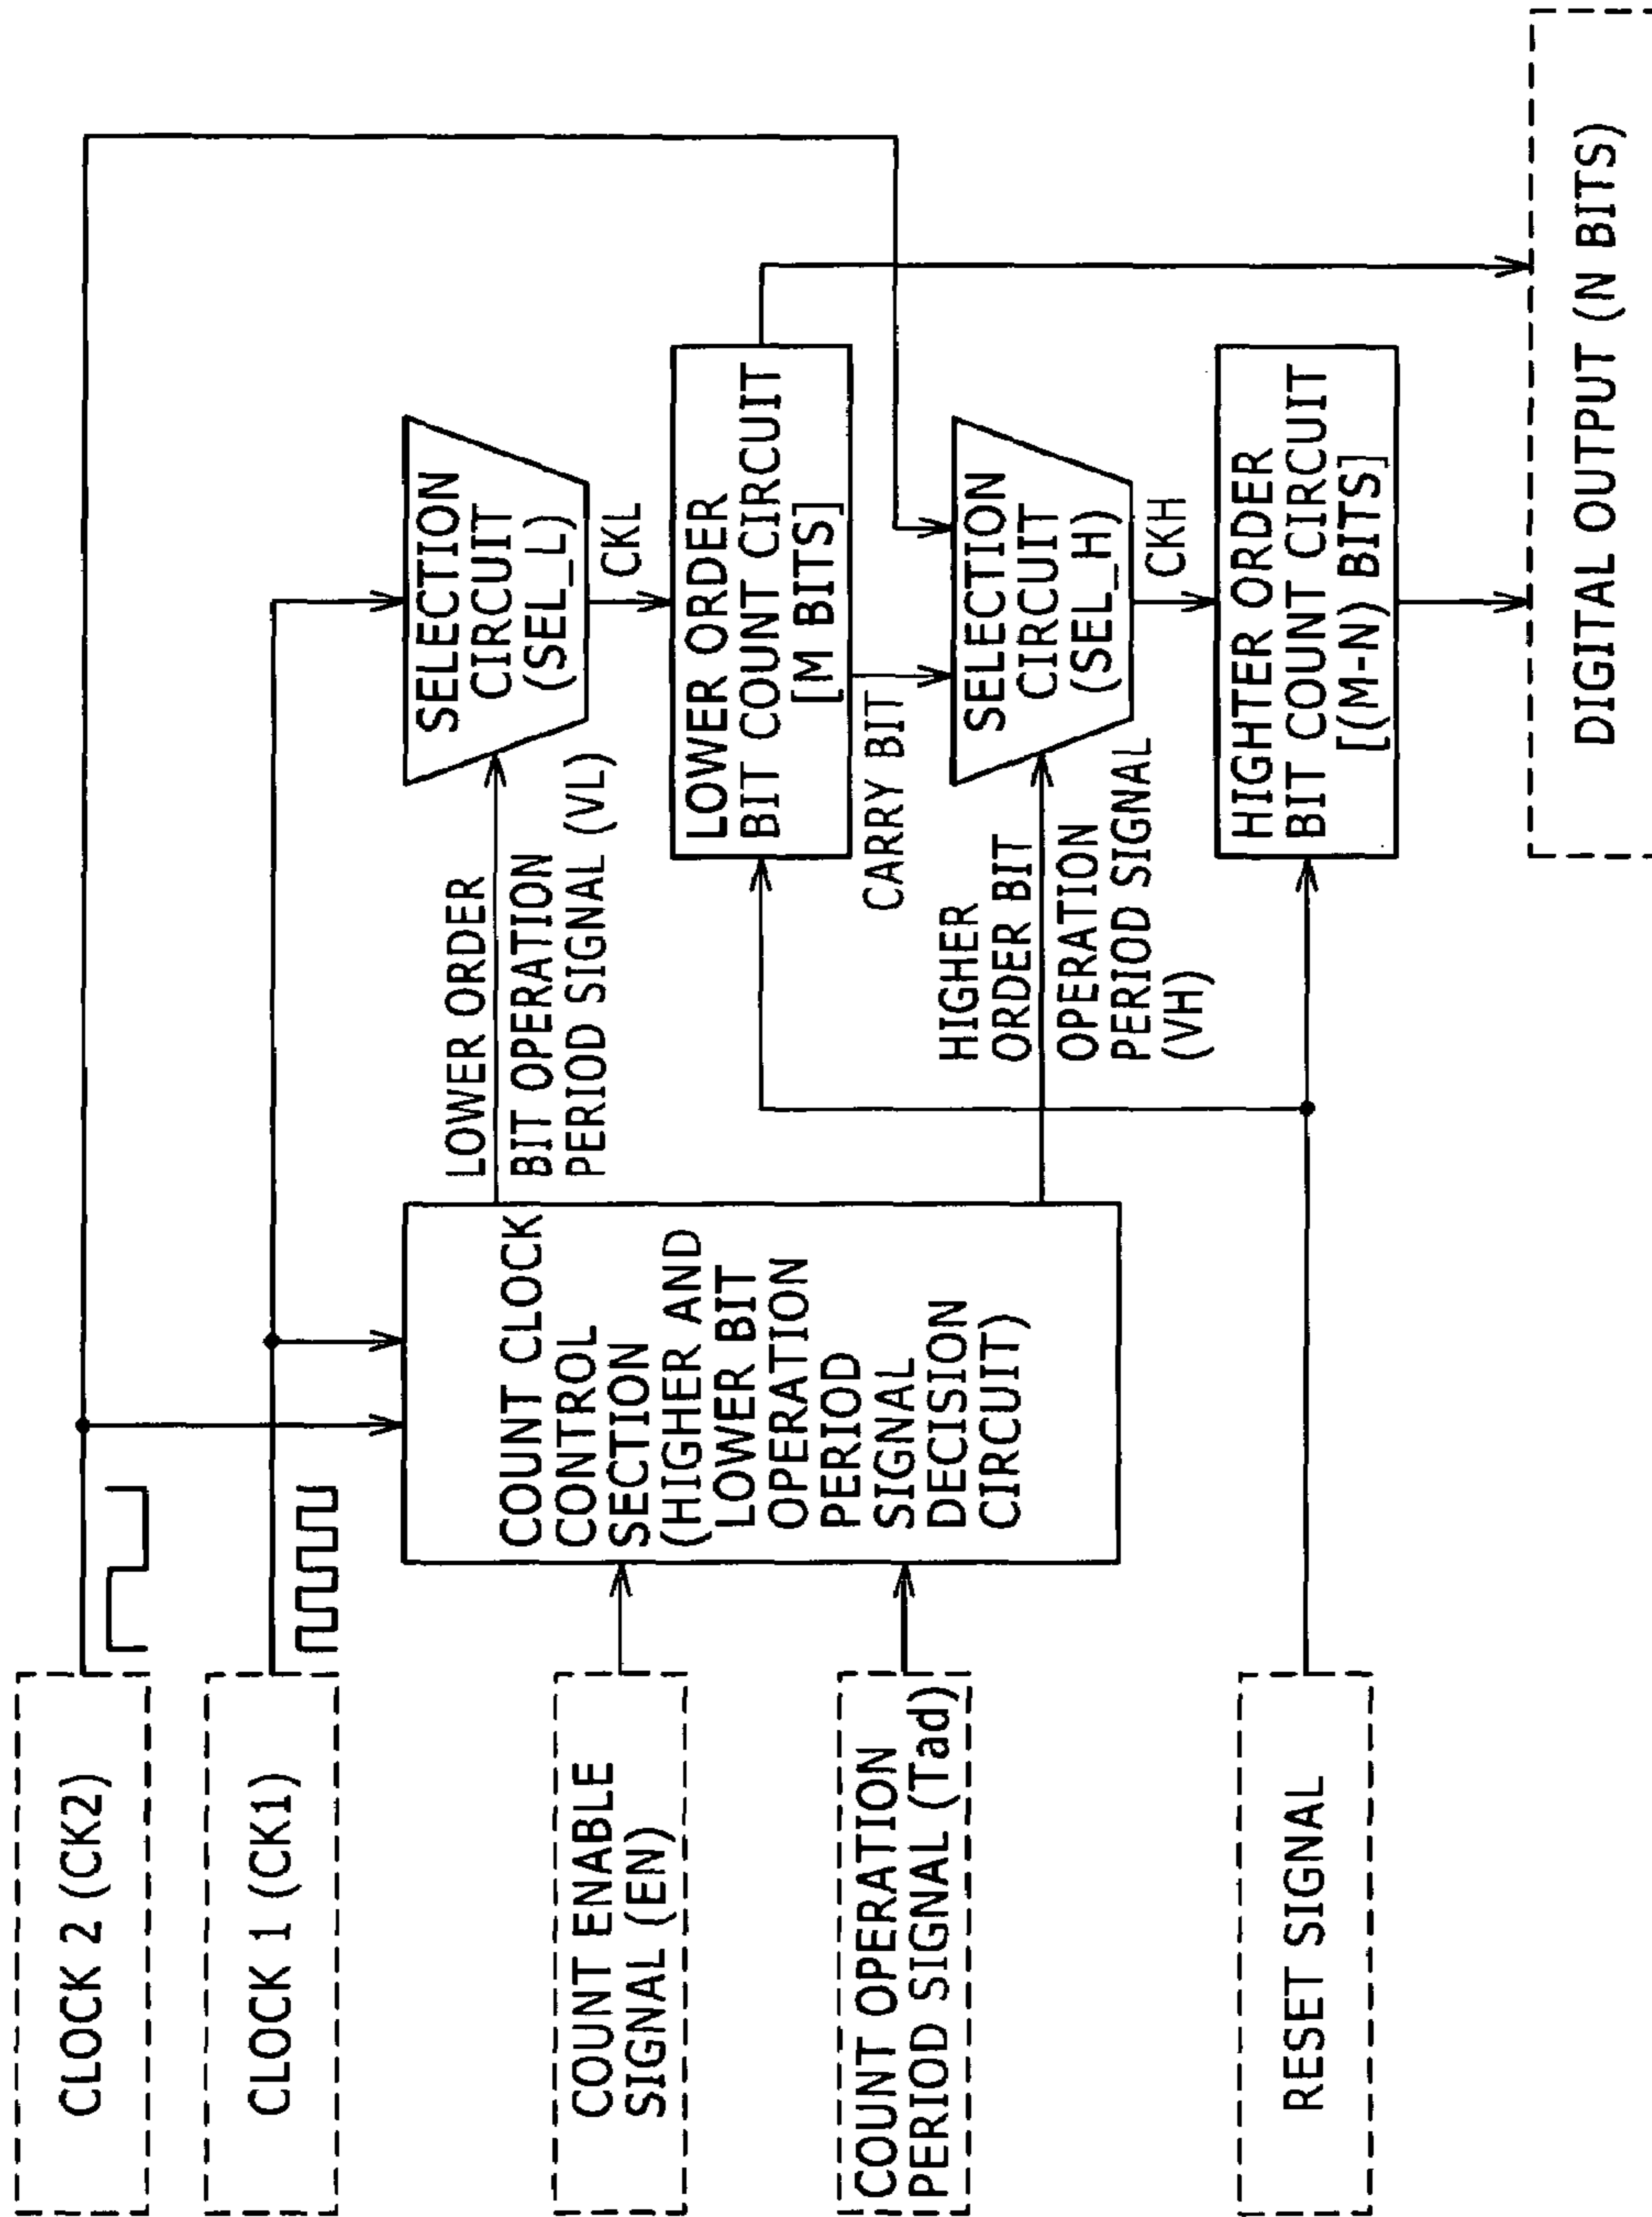 CLOCK 2 (CK2)
CLOCK 1 (CK1)
COUNT ENABLE
SIGNAL (EN)
COUNT OPERATION
PERIOD SIGNAL (Tad)
RESET SIGNAL
COUNT CLOCK
CONTROL
SECTION
(HIGHER AND
LOWER BIT
OPERATION
PERIOD
SIGNAL
DECISION
CIRCUIT)
LOWER ORDER
BIT OPERATION
PERIOD SIGNAL (VL)
HIGHER
ORDER BIT
OPERATION
PERIOD SIGNAL
(VH)
SELECTION
CIRCUIT
(SEL_L)
CKL
LOWER ORDER
BIT COUNT CIRCUIT
[M BITS]
CARRY BIT
SELECTION
CIRCUIT
(SEL_H)
CKH
HIGHTER ORDER
BIT COUNT CIRCUIT
[(M-N) BITS]
DIGITAL OUTPUT (N BITS)